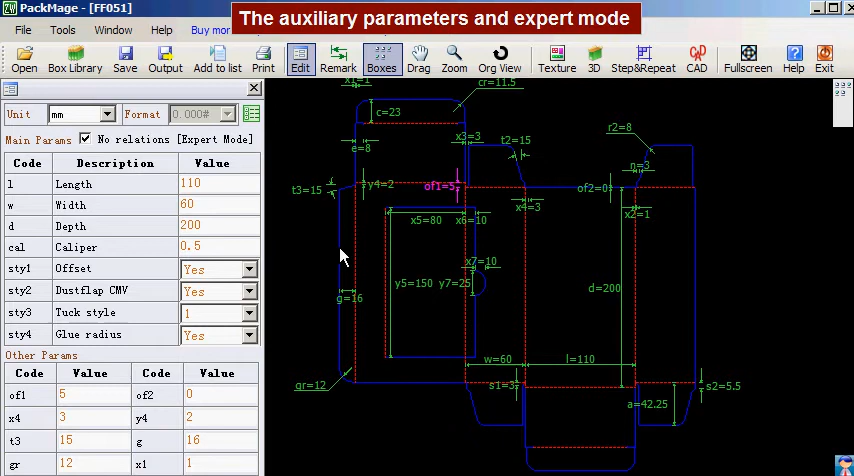 PackMage - [FF051]
The auxiliary parameters and expert mode
File Tools Help Window Buy mor
Open Box Library Save Output Add to list Print Edit Remark Boxes Drag Zoom Org View Texture 3D Step&Repeat CAD Fullscreen Help Exit
Unit mm Format 0.000#
Main Params No relations [Expert Mode]
Code Description Value
l Length 110
w Width 60
d Depth 200
cal Caliper 0.5
sty1 Offset Yes
sty2 Dustflap CMV Yes
sty3 Tuck style 1
sty4 Glue radius Yes
Other Params
Code Value Code Value
of1 5 of2 0
x4 3 y4 2
t3 15 g 16
gr 12 x1 1
x1=1
cr=11.5
c=23
r2=8
x3=3
t2=15
e=8
n=3
t3=15
y4=2
of1=5
of2=0
x4=3
x2=1
x5=80
x6=10
x7=10
y5=150
y7=25
d=200
g=16
w=60
l=110
gr=12
s1=3
s2=5.5
a=42.25